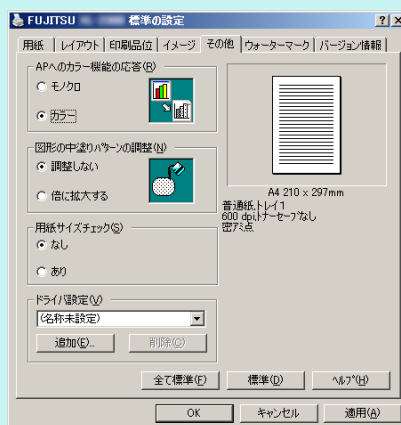 FUJITSU 標準の設定
用紙 レイアウト 印刷品位 イメージ その他 ウォーターマーク バージョン情報
APへのカラー機能の応答(R)
モノクロ
カラー
図形の中塗りパターンの調整(N)
調整しない
倍に拡大する
用紙サイズチェック(S)
なし
あり
ドライバ設定(V)
(名称未設定)
追加(E)... 削除(C)
A4 210 x 297mm
普通紙,トレイ1
600 dpi,トナーセーブなし
密アミ点
全て標準(F) 標準(D) ヘルプ(H)
OK キャンセル 適用(A)